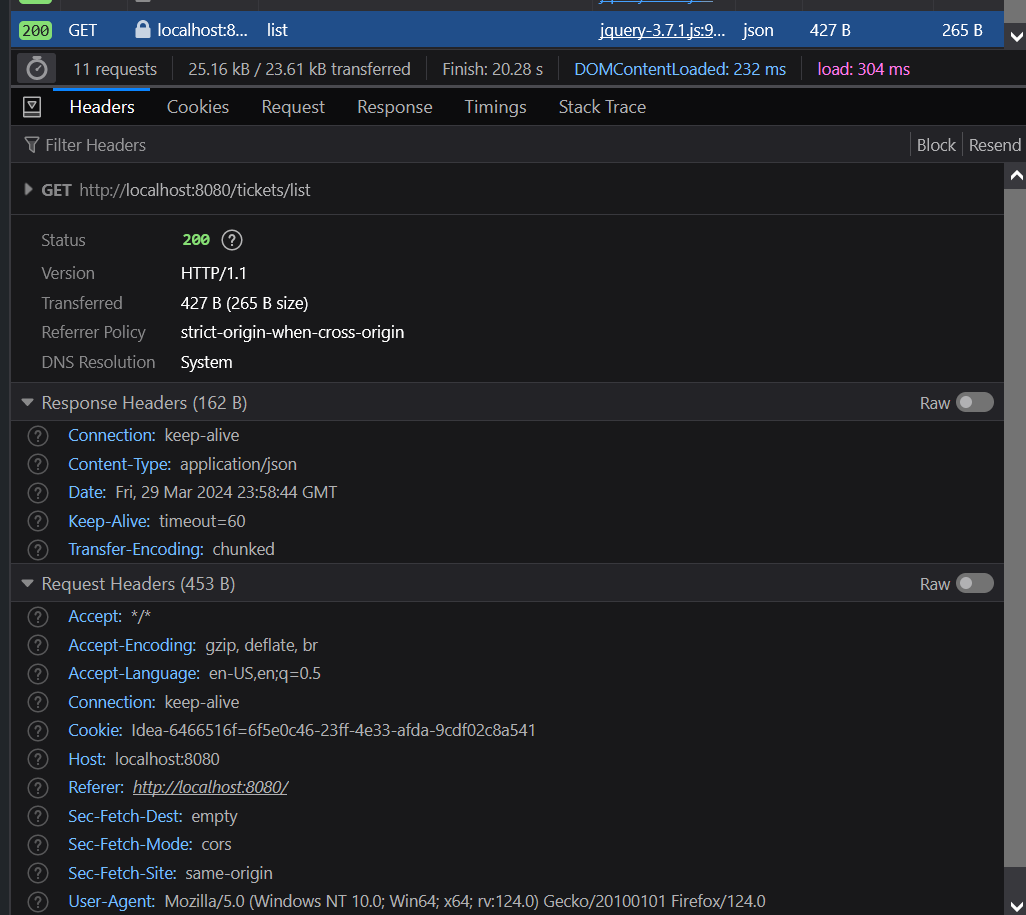 200 GET localhost:8... list jquery-3.7.1.js:9... json 427 B 265 B
11 requests 25.16 kB / 23.61 kB transferred Finish: 20.28 s DOMContentLoaded: 232 ms load: 304 ms
Headers Cookies Request Response Timings Stack Trace
Filter Headers Block Resend
GET http://localhost:8080/tickets/list
Status 200 ?
Version HTTP/1.1
Transferred 427 B (265 B size)
Referrer Policy strict-origin-when-cross-origin
DNS Resolution System
Response Headers (162 B) Raw
? Connection: keep-alive
? Content-Type: application/json
? Date: Fri, 29 Mar 2024 23:58:44 GMT
? Keep-Alive: timeout=60
? Transfer-Encoding: chunked
Request Headers (453 B) Raw
? Accept: */*
? Accept-Encoding: gzip, deflate, br
? Accept-Language: en-US,en;q=0.5
? Connection: keep-alive
? Cookie: Idea-6466516f=6f5e0c46-23ff-4e33-afda-9cdf02c8a541
? Host: localhost:8080
? Referer: http://localhost:8080/
? Sec-Fetch-Dest: empty
? Sec-Fetch-Mode: cors
? Sec-Fetch-Site: same-origin
? User-Agent: Mozilla/5.0 (Windows NT 10.0; Win64; x64; rv:124.0) Gecko/20100101 Firefox/124.0